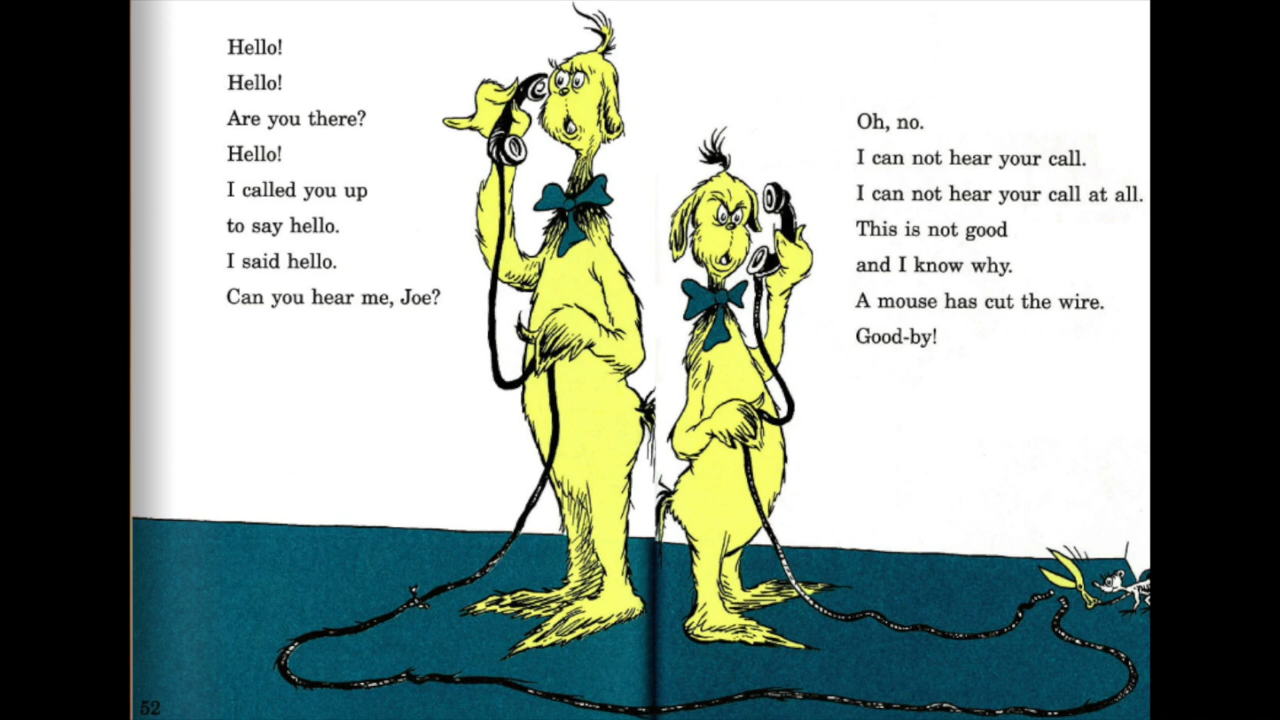 Hello!
Hello!
Are you there?
Hello!
I called you up
to say hello.
I said hello.
Can you hear me, Joe?
Oh, no.
I can not hear your call.
I can not hear your call at all.
This is not good
and I know why.
A mouse has cut the wire.
Good-by!
52